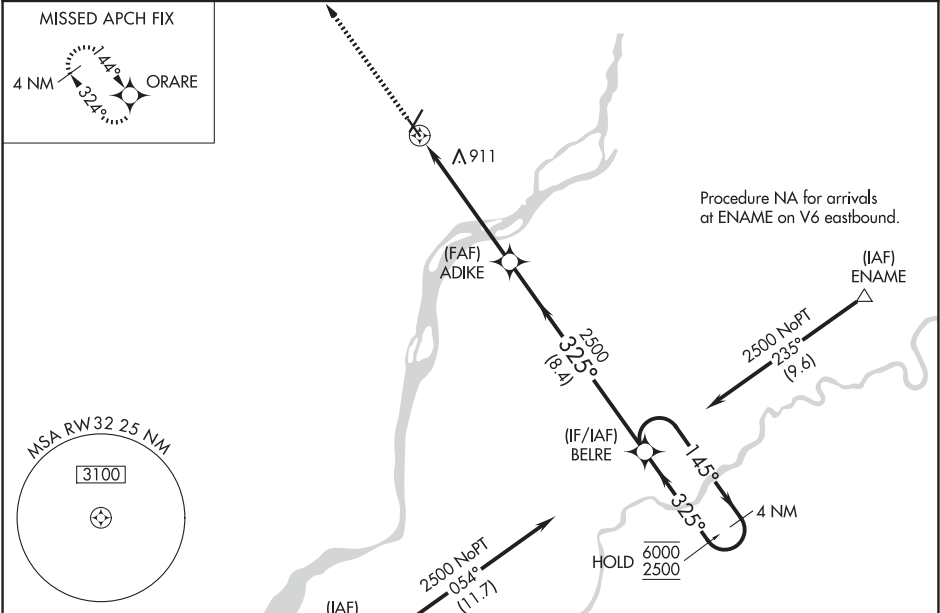 MISSED APCH FIX
144°
4 NM
ORARE
324°
911
Procedure NA for arrivals
at ENAME on V6 eastbound.
(FAF)
ADIKE
(IAF)
ENAME
2500
325°
(8.4)
2500 NoPT
235°
(9.6)
MSA RW32 25 NM
3100
(IF/IAF)
BELRE
145°
325°
4 NM
HOLD
6000
2500
2500 NoPT
054°
(11.7)
(IAF)